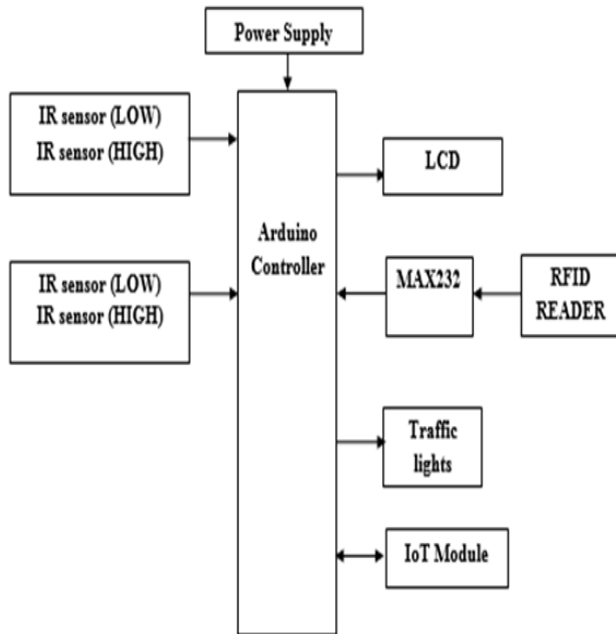 Power Supply
IR sensor (LOW)
IR sensor (HIGH)
IR sensor (LOW)
IR sensor (HIGH)
Arduino
Controller
LCD
MAX232
RFID
READER
Traffic
lights
IoT Module